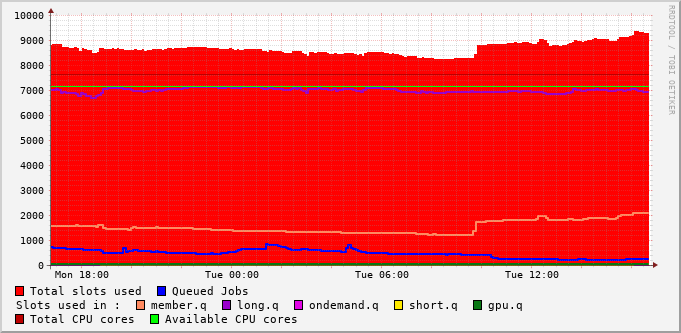 10000
9000
8000
7000
6000
5000
4000
3000
2000
1000
0
Mon 18:00 Tue 00:00 Tue 06:00 Tue 12:00
RRDTOOL / TOBI OETIKER
Total slots used Queued Jobs
Slots used in : member.q long.q ondemand.q short.q gpu.q
Total CPU cores Available CPU cores